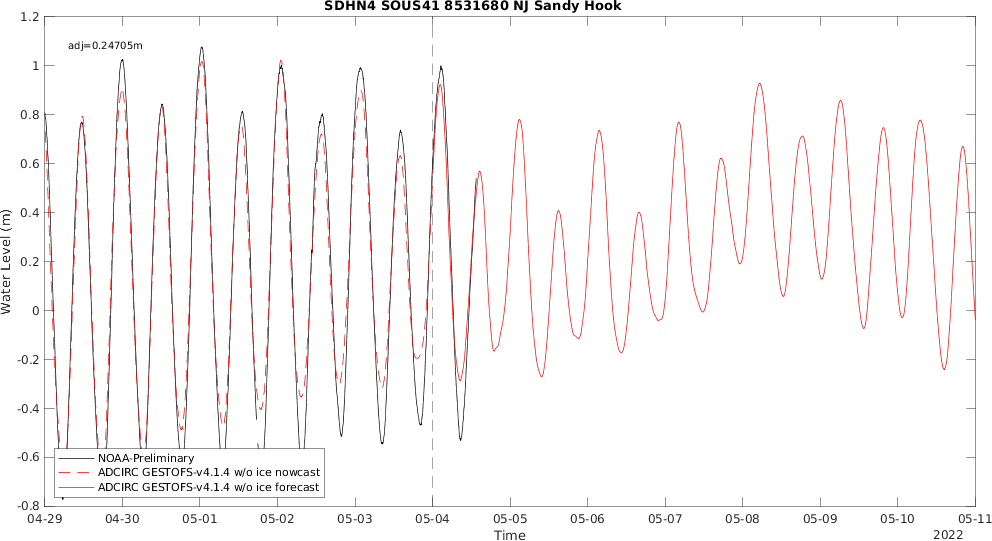 SDHN4 SOUS41 8531680 NJ Sandy Hook
adj=0.24705m
1.2
1
0.8
0.6
0.4
0.2
0
-0.2
-0.4
-0.6
-0.8
Water Level (m)
NOAA-Preliminary
ADCIRC GESTOFS-v4.1.4 w/o ice nowcast
ADCIRC GESTOFS-v4.1.4 w/o ice forecast
04-29 04-30 05-01 05-02 05-03 05-04 05-05 05-06 05-07 05-08 05-09 05-10 05-11
Time
2022